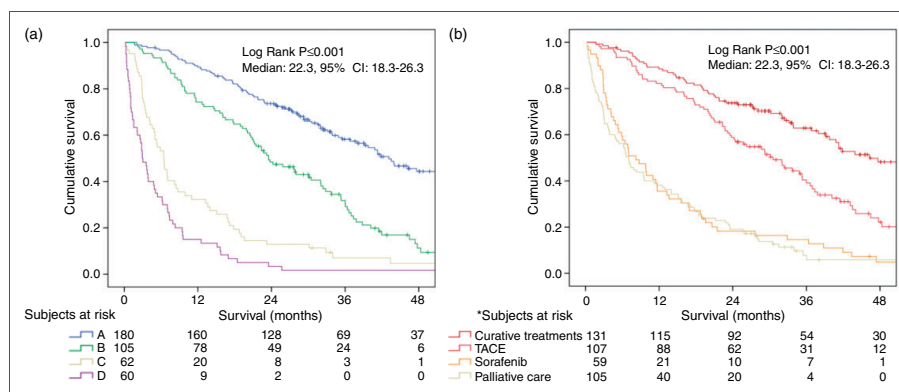 (a)
Log Rank P≤0.001
Median: 22.3, 95% CI: 18.3-26.3
Cumulative survival
1.0
0.8
0.6
0.4
0.2
0.0
0 12 24 36 48
Subjects at risk
Survival (months)
A 180 160 128 69 37
B 105 78 49 24 6
C 62 20 8 3 1
D 60 9 2 0 0
(b)
Log Rank P≤0.001
Median: 22.3, 95% CI: 18.3-26.3
Cumulative survival
1.0
0.8
0.6
0.4
0.2
0.0
0 12 24 36 48
*Subjects at risk
Survival (months)
Curative treatments 131 115 92 54 30
TACE 107 88 62 31 12
Sorafenib 59 21 10 7 1
Palliative care 105 40 20 4 0